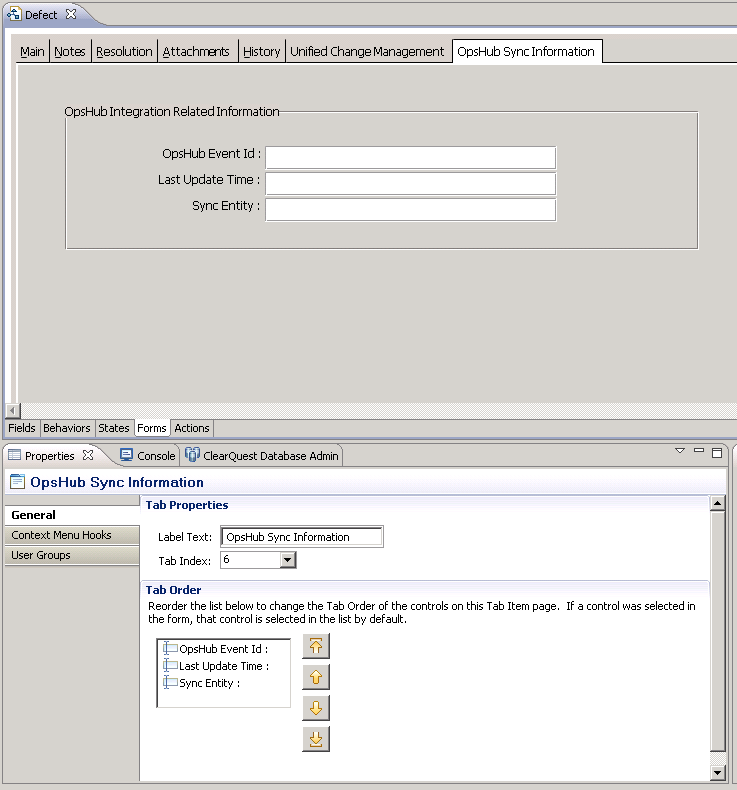 Defect
Main Notes Resolution Attachments History Unified Change Management OpsHub Sync Information
OpsHub Integration Related Information
OpsHub Event Id :
Last Update Time :
Sync Entity :
Fields Behaviors States Forms Actions
Properties Console ClearQuest Database Admin
OpsHub Sync Information
General
Context Menu Hooks
User Groups
Tab Properties
Label Text: OpsHub Sync Information
Tab Index: 6
Tab Order
Reorder the list below to change the Tab Order of the controls on this Tab Item page. If a control was selected in
the form, that control is selected in the list by default.
OpsHub Event Id :
Last Update Time :
Sync Entity :